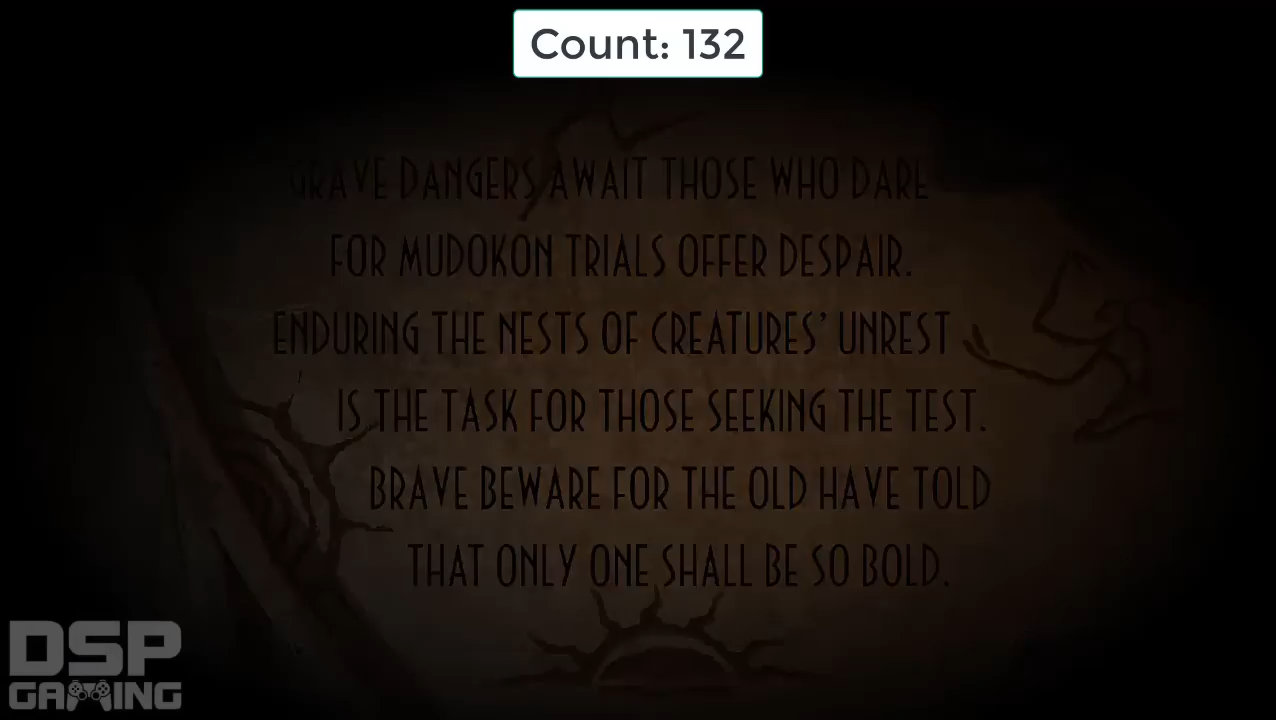 Count: 132
GRAVE DANGERS AWAIT THOSE WHO DARE
FOR MUDOKON TRIALS OFFER DESPAIR.
ENDURING THE NESTS OF CREATURES' UNREST
IS THE TASK FOR THOSE SEEKING THE TEST.
BRAVE BEWARE FOR THE OLD HAVE TOLD
THAT ONLY ONE SHALL BE SO BOLD.
DSP
GAMING